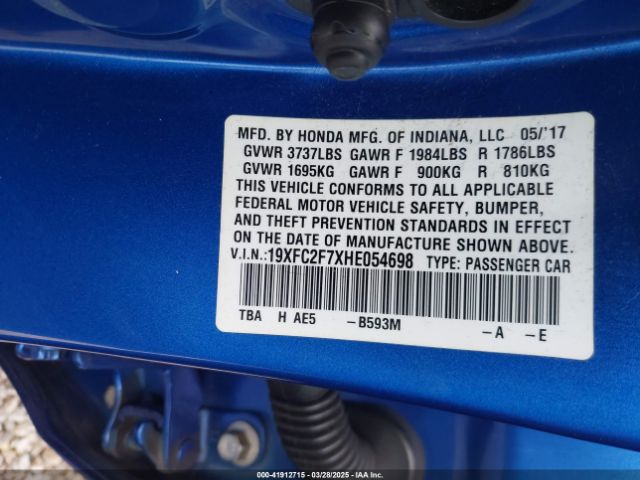 MFD. BY HONDA MFG. OF INDIANA, LLC 05/'17
GVWR 3737LBS GAWR F 1984LBS R 1786LBS
GVWR 1695KG GAWR F 900KG R 810KG
THIS VEHICLE CONFORMS TO ALL APPLICABLE
FEDERAL MOTOR VEHICLE SAFETY, BUMPER,
AND THEFT PREVENTION STANDARDS IN EFFECT
ON THE DATE OF MANUFACTURE SHOWN ABOVE.
V.I.N.:19XFC2F7XHE054698 TYPE: PASSENGER CAR
TBA H AE5 -B593M -A -E
000-41912715 - 03/28/2025 - IAA Inc.